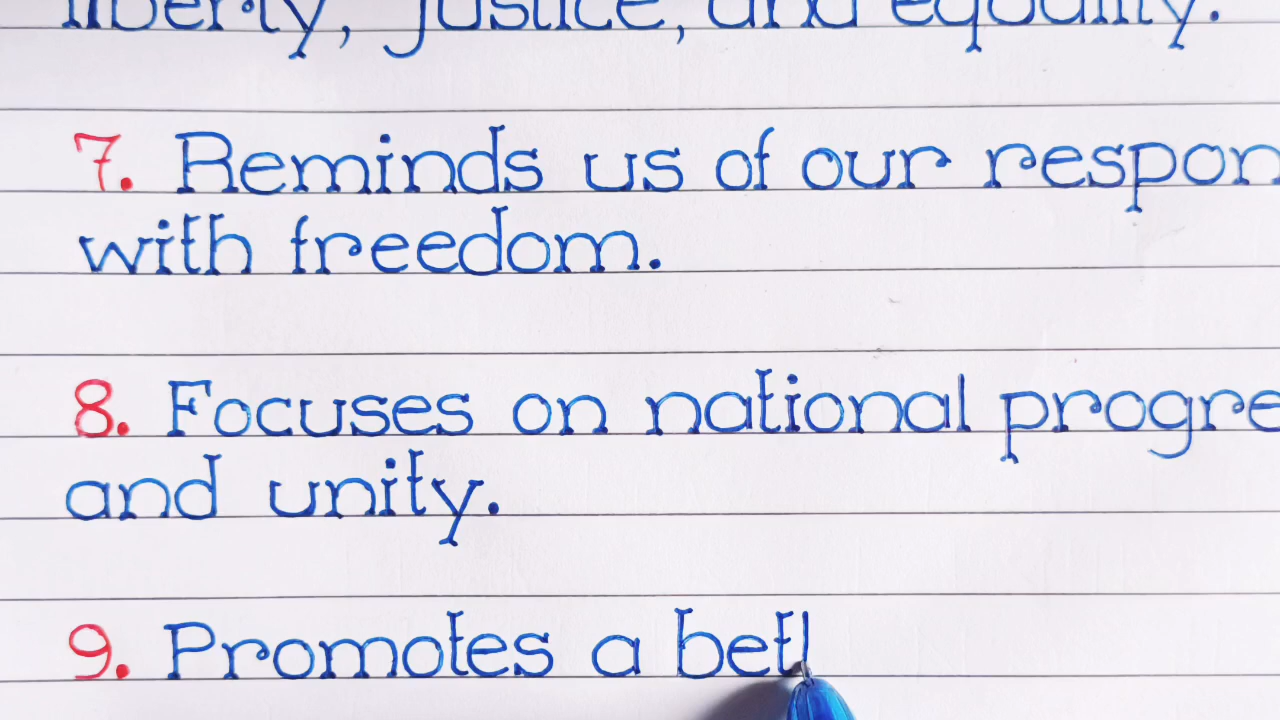 liberty, justice, and equality.
7. Reminds us of our respon
with freedom.
8. Focuses on national progre
and unity.
9. Promotes a bet